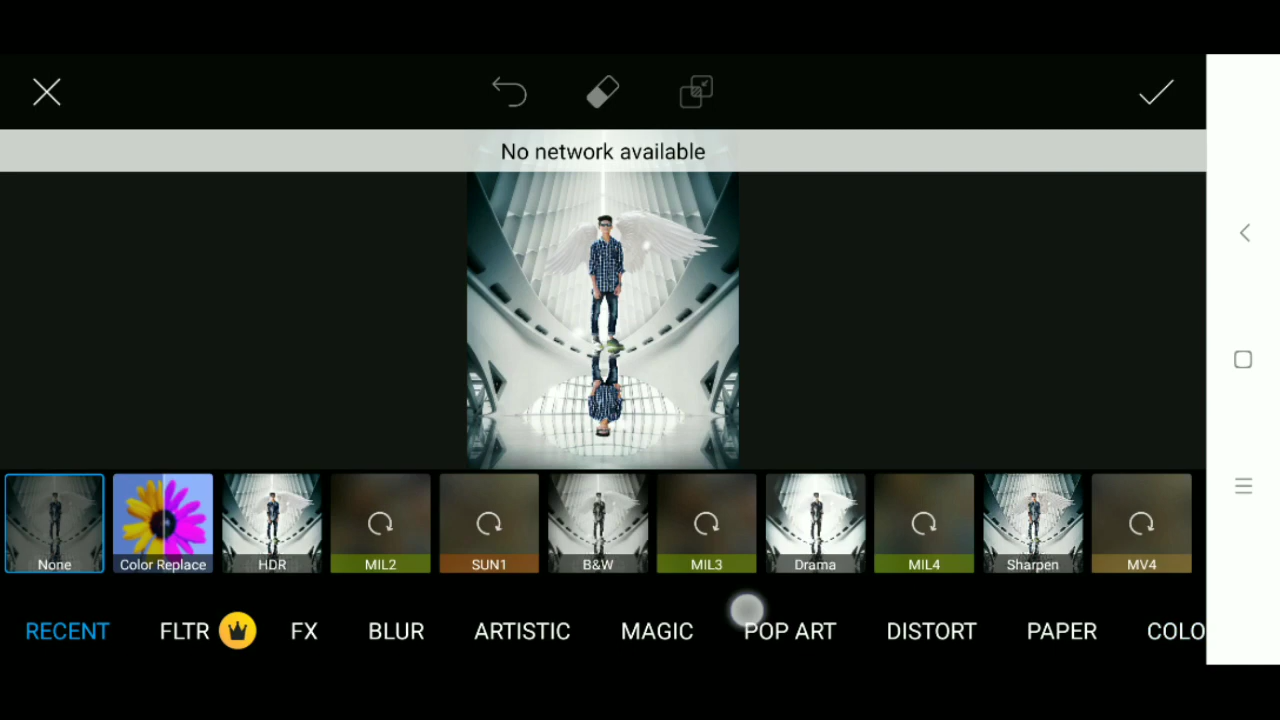 No network available
None
Color Replace
HDR
MIL2
SUN1
B&W
MIL3
Drama
MIL4
Sharpen
MV4
RECENT
FLTR
FX
BLUR
ARTISTIC
MAGIC
POP ART
DISTORT
PAPER
COLO